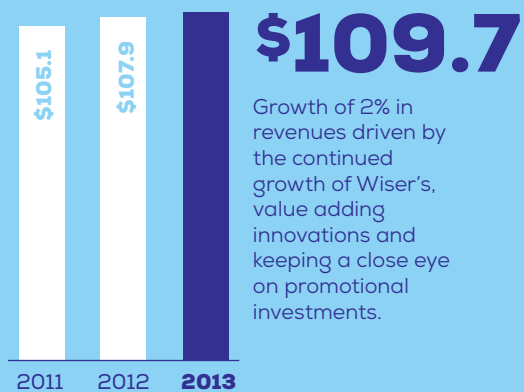 $105.1
$107.9
$109.7
Growth of 2% in
revenues driven by
the continued
growth of Wiser's,
value adding
innovations and
keeping a close eye
on promotional
investments.
2011 2012 2013